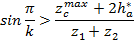 sin π/k > (z_c^max + 2h_a^*)/(z_1 + z_2)